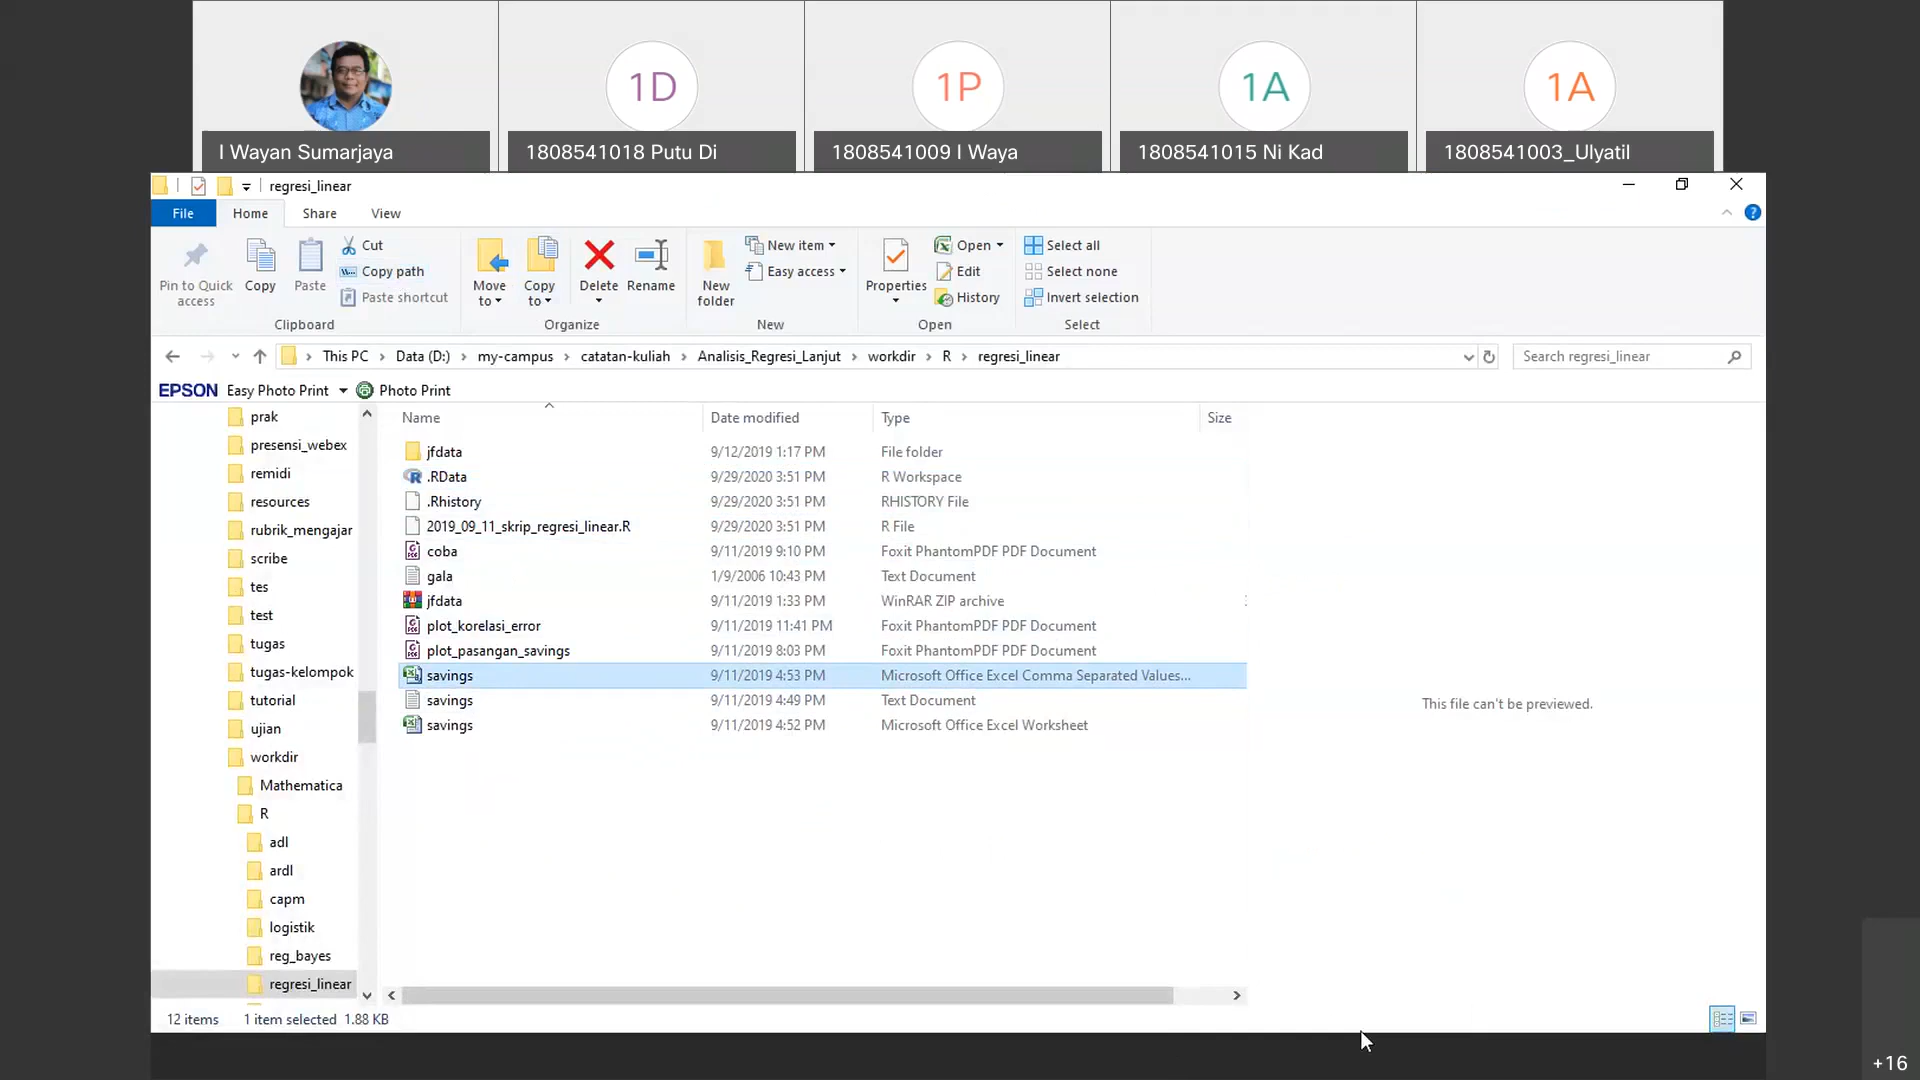 1D
1P
1A
1A
I Wayan Sumarjaya
1808541018 Putu Di
1808541009 I Waya
1808541015 Ni Kad
1808541003_Ulyatil
regresi_linear
File
Home
Share
View
Pin to Quick access
Copy
Paste
Cut
Copy path
Paste shortcut
Clipboard
Move to
Copy to
Delete
Rename
Organize
New folder
New item
Easy access
New
Properties
Open
Edit
History
Open
Select all
Select none
Invert selection
Select
This PC > Data (D:) > my-campus > catatan-kuliah > Analisis_Regresi_Lanjut > workdir > R > regresi_linear
Search regresi_linear
EPSON Easy Photo Print Photo Print
prak
presensi_webex
remidi
resources
rubrik_mengajar
scribe
tes
test
tugas
tugas-kelompok
tutorial
ujian
workdir
Mathematica
R
adl
ardl
capm
logistik
reg_bayes
regresi_linear
Name Date modified Type Size
jfdata 9/12/2019 1:17 PM File folder
.RData 9/29/2020 3:51 PM R Workspace
.Rhistory 9/29/2020 3:51 PM RHISTORY File
2019_09_11_skrip_regresi_linear.R 9/29/2020 3:51 PM R File
coba 9/11/2019 9:10 PM Foxit PhantomPDF PDF Document
gala 1/9/2006 10:43 PM Text Document
jfdata 9/11/2019 1:33 PM WinRAR ZIP archive
plot_korelasi_error 9/11/2019 11:41 PM Foxit PhantomPDF PDF Document
plot_pasangan_savings 9/11/2019 8:03 PM Foxit PhantomPDF PDF Document
savings 9/11/2019 4:53 PM Microsoft Office Excel Comma Separated Values...
savings 9/11/2019 4:49 PM Text Document
savings 9/11/2019 4:52 PM Microsoft Office Excel Worksheet
This file can't be previewed.
12 items 1 item selected 1.88 KB
+16